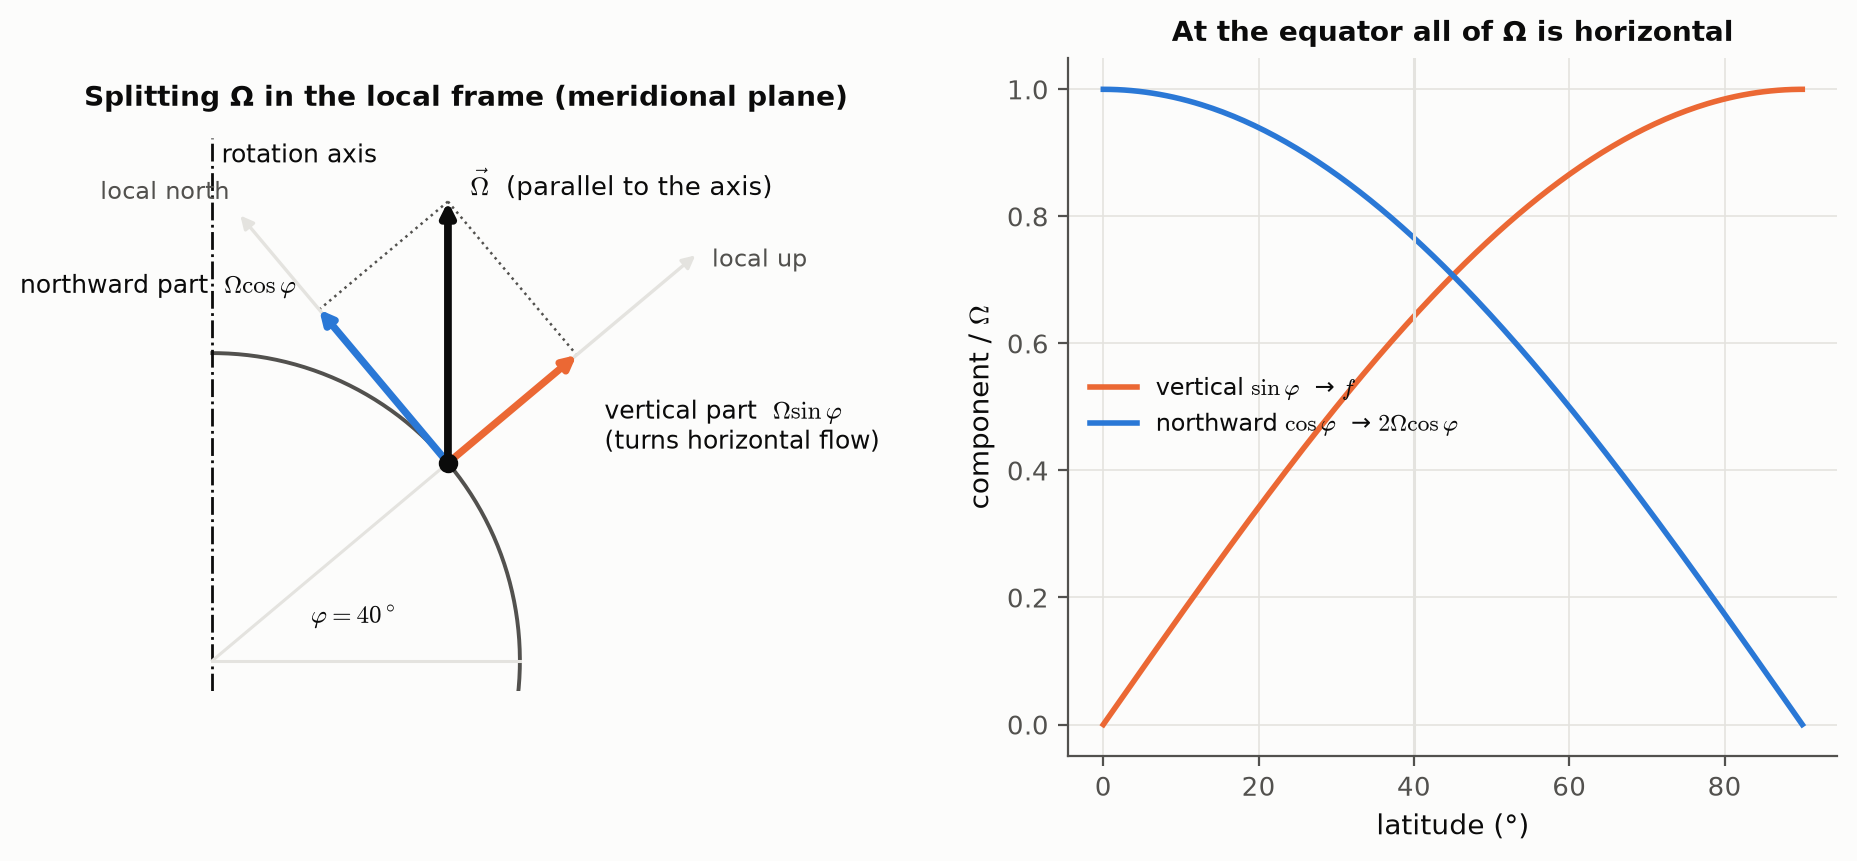 Splitting Ω in the local frame (meridional plane)
rotation axis
local north
Ω⃗ (parallel to the axis)
local up
northward part Ωcos φ
vertical part Ωsin φ
(turns horizontal flow)
φ = 40°
At the equator all of Ω is horizontal
component / Ω
1.0
0.8
0.6
0.4
0.2
0.0
vertical sin φ → f
northward cos φ → 2Ωcos φ
0 20 40 60 80
latitude (°)